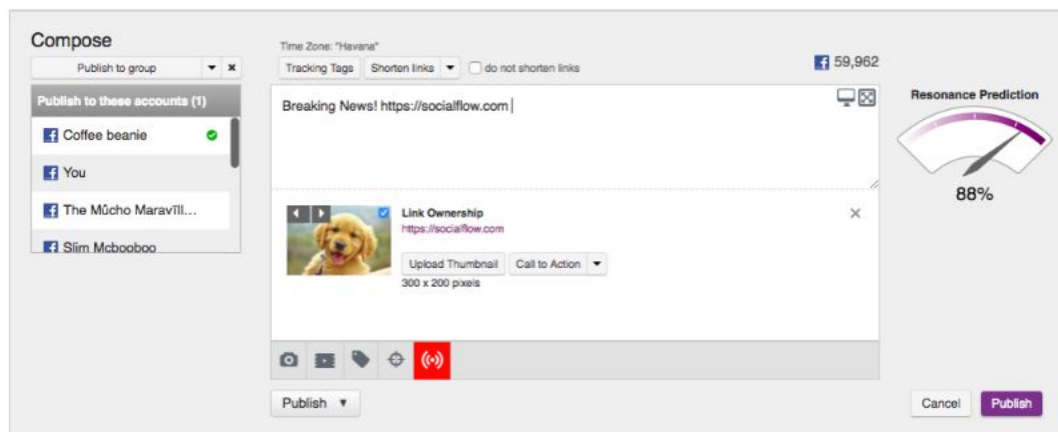 Compose
Publish to group
Publish to these accounts (1)
Coffee beanie
You
The Mûcho Maravīll...
Slim Mcbooboo
Time Zone: "Havana"
Tracking Tags Shorten links do not shorten links
59,962
Breaking News! https://socialflow.com
Link Ownership
https://socialflow.com
Upload Thumbnail Call to Action
300 x 200 pixels
Publish
Resonance Prediction
88%
Cancel Publish